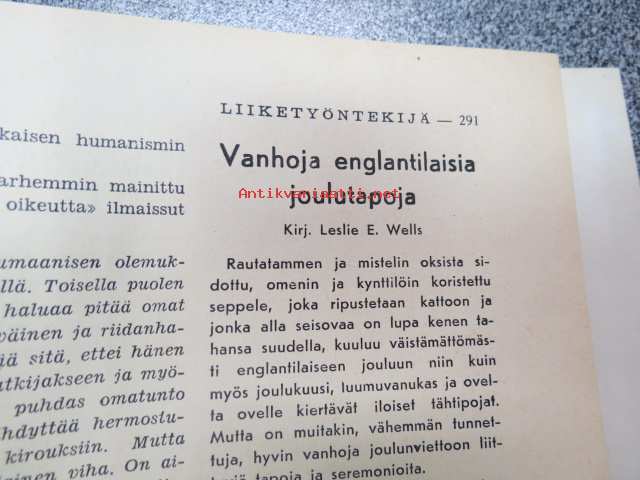 LIIKETYÖNTEKIJÄ — 291
kaisen humanismin
arhemmin mainittu
oikeutta» ilmaissut
umaanisen olemuk-
llä. Toisella puolen
haluaa pitää omat
väinen ja riidanha-
jä sitä, ettei hänen
utkijakseen ja myö-
puhdas omatunto
hdyttää hermostu-
kirouksiin. Mutta
viha. On ai-
Vanhoja englantilaisia
joulutapoja
Antikvariaatti.net
Kirj. Leslie E. Wells
Rautatammen ja mistelin oksista si-
dottu, omenin ja kynttilöin koristettu
seppele, joka ripustetaan kattoon ja
jonka alla seisovaa on lupa kenen ta-
hansa suudella, kuuluu väistämättömäs-
ti englantilaiseen jouluun niin kuin
myös joulukuusi, luumuvanukas ja ovel-
ta ovelle kiertävät iloiset tähtipojat.
Mutta on muitakin, vähemmän tunnet-
tuja, hyvin vanhoja joulunviettoon liit-
tapoja ja seremonioita.